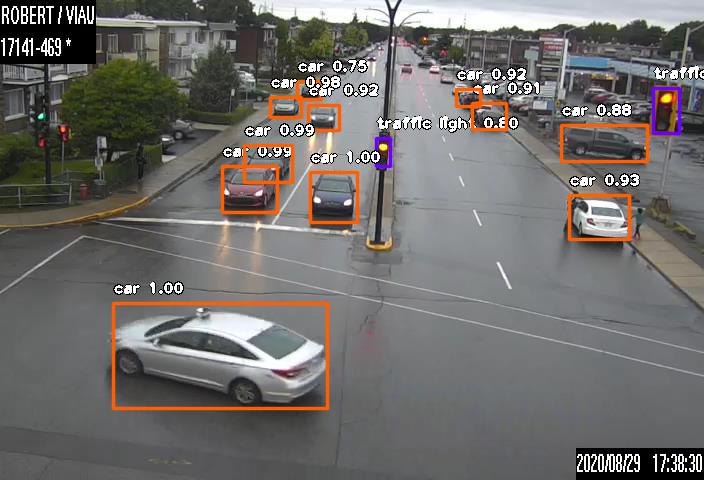 ROBERT / VIAU
17141-469 *
car 0.75
car 0.92
car 0.98
car 0.92
car 0.91
traffic
car 0.88
car 0.99
traffic light 0.80
car 0.99
car 1.00
car 0.93
car 1.00
2020/08/29 17:38:30